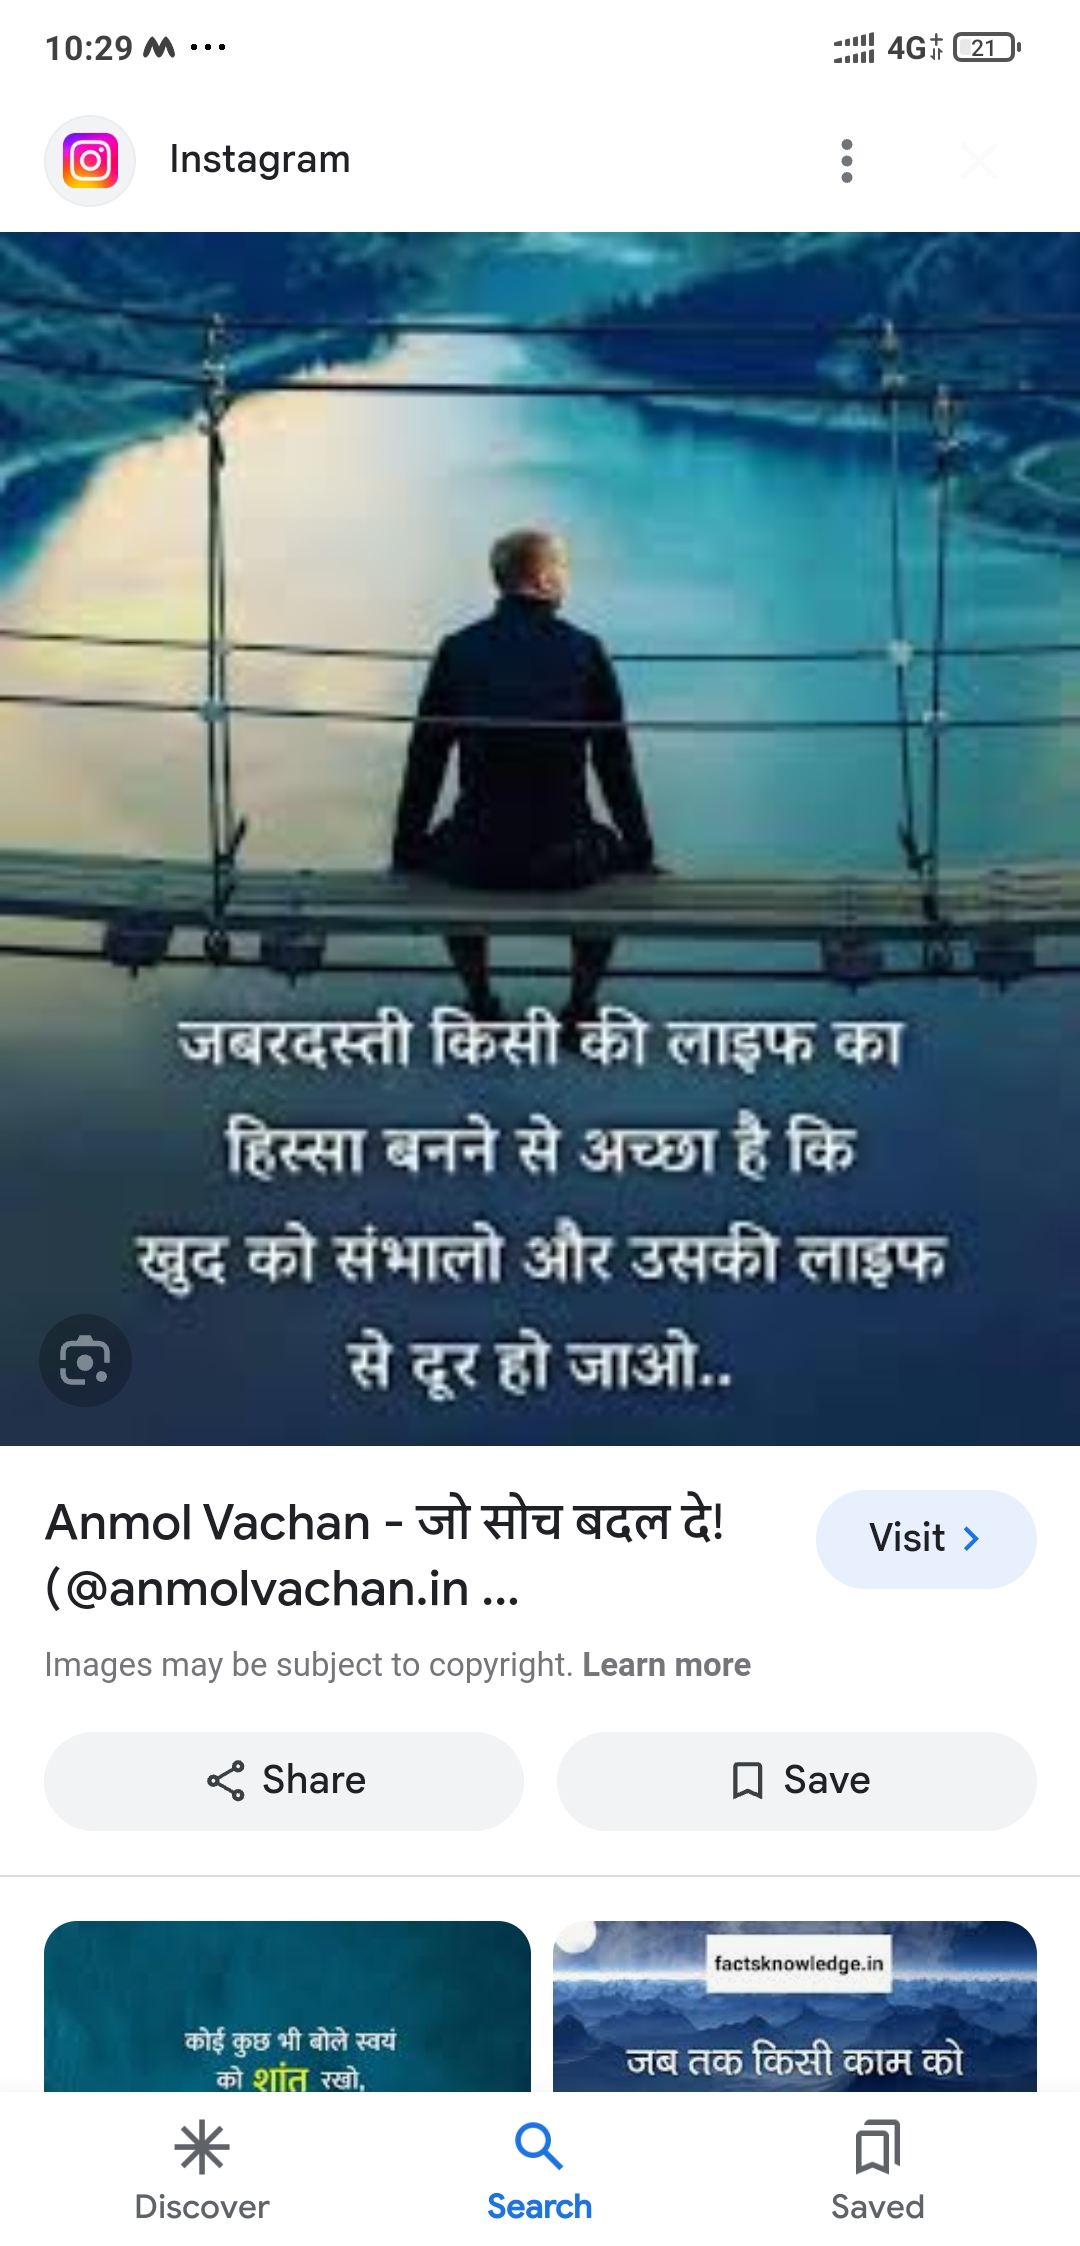 10:29
4G
21
Instagram
जबरदस्ती किसी की लाइफ का
हिस्सा बनने से अच्छा है कि
खुद को संभालो और उसकी लाइफ
से दूर हो जाओ..
Anmol Vachan - जो सोच बदल दे!
(@anmolvachan.in ...
Visit
Images may be subject to copyright. Learn more
Share
Save
कोई कुछ भी बोले स्वयं
को शांत रखो,
factsknowledge.in
जब तक किसी काम को
Discover
Search
Saved